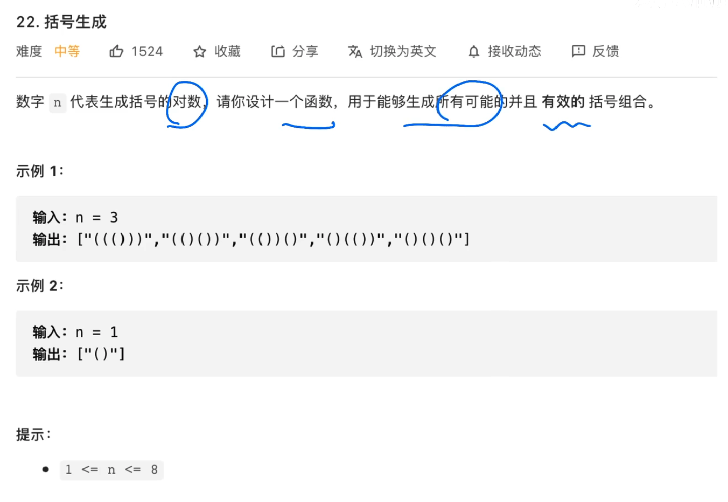 22. 括号生成
难度 中等 1524 收藏 分享 切换为英文 接收动态 反馈
数字 n 代表生成括号的对数，请你设计一个函数，用于能够生成所有可能的并且 有效的 括号组合。
示例 1：
输入：n = 3
输出：["((()))","(()())","(())()","()(())","()()()"]
示例 2：
输入：n = 1
输出：["()"]
提示：
1 <= n <= 8